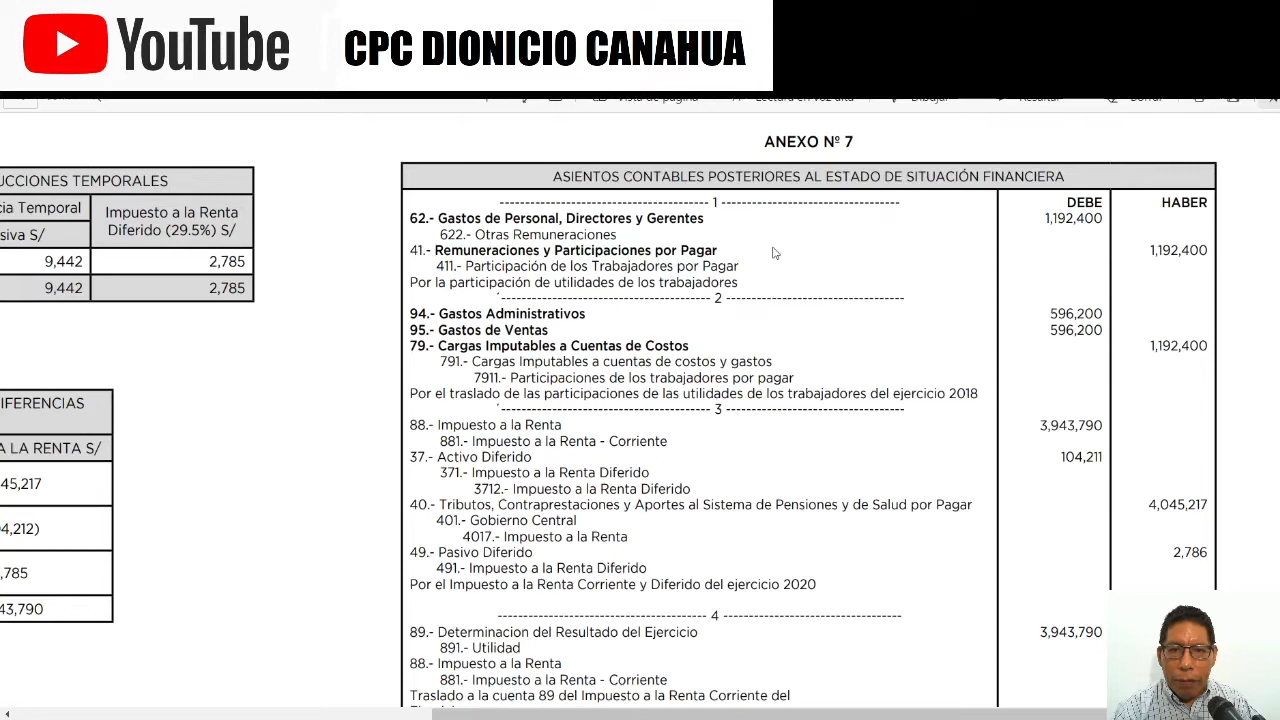 YouTube CPC DIONICIO CANAHUA
Vista de página Lectura en voz alta Dibujar Resaltar Borrar
UCCIONES TEMPORALES
cia Temporal
Impuesto a la Renta
Diferido (29.5%) S/
siva S/
9,442 2,785
9,442 2,785
IFERENCIAS
A LA RENTA S/
45,217
04,212)
,785
43,790
ANEXO Nº 7
ASIENTOS CONTABLES POSTERIORES AL ESTADO DE SITUACIÓN FINANCIERA
---------------------------------------- 1 ---------------------------------- DEBE HABER
62.- Gastos de Personal, Directores y Gerentes 1,192,400
622.- Otras Remuneraciones
41.- Remuneraciones y Participaciones por Pagar 1,192,400
411.- Participación de los Trabajadores por Pagar
Por la participación de utilidades de los trabajadores
´---------------------------------------- 2 ----------------------------------
94.- Gastos Administrativos 596,200
95.- Gastos de Ventas 596,200
79.- Cargas Imputables a Cuentas de Costos 1,192,400
791.- Cargas Imputables a cuentas de costos y gastos
7911.- Participaciones de los trabajadores por pagar
Por el traslado de las participaciones de las utilidades de los trabajadores del ejercicio 2018
´---------------------------------------- 3 ----------------------------------
88.- Impuesto a la Renta 3,943,790
881.- Impuesto a la Renta - Corriente
37.- Activo Diferido 104,211
371.- Impuesto a la Renta Diferido
3712.- Impuesto a la Renta Diferido
40.- Tributos, Contraprestaciones y Aportes al Sistema de Pensiones y de Salud por Pagar 4,045,217
401.- Gobierno Central
4017.- Impuesto a la Renta
49.- Pasivo Diferido 2,786
491.- Impuesto a la Renta Diferido
Por el Impuesto a la Renta Corriente y Diferido del ejercicio 2020
---------------------------------------- 4 ----------------------------------
89.- Determinacion del Resultado del Ejercicio 3,943,790
891.- Utilidad
88.- Impuesto a la Renta
881.- Impuesto a la Renta - Corriente
Traslado a la cuenta 89 del Impuesto a la Renta Corriente del